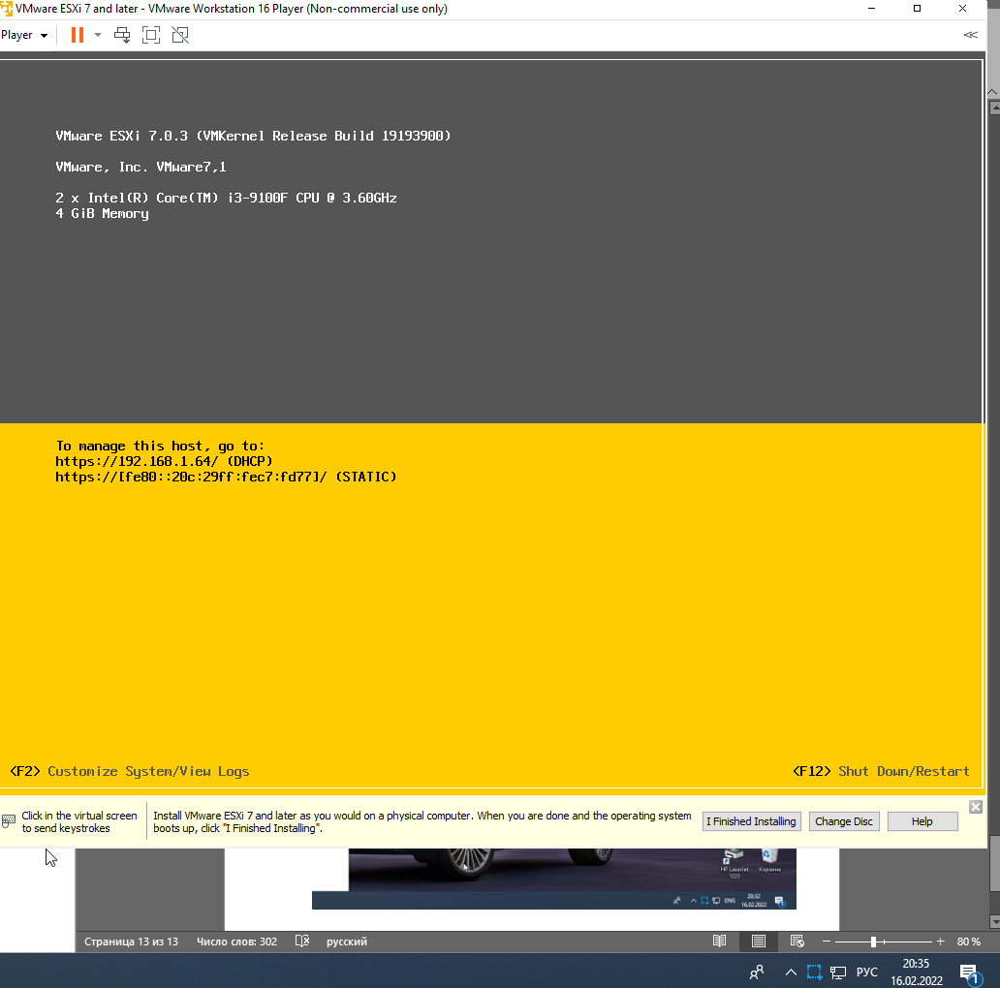 VMware ESXi 7 and later - VMware Workstation 16 Player (Non-commercial use only)
Player
VMware ESXi 7.0.3 (VMKernel Release Build 19193900)
VMware, Inc. VMware7,1
2 x Intel(R) Core(TM) i3-9100F CPU @ 3.60GHz
4 GiB Memory
To manage this host, go to:
https://192.168.1.64/ (DHCP)
https://[fe80::20c:29ff:fec7:fd77]/ (STATIC)
<F2> Customize System/View Logs
<F12> Shut Down/Restart
Click in the virtual screen
to send keystrokes
Install VMware ESXi 7 and later as you would on a physical computer. When you are done and the operating system
boots up, click "I Finished Installing".
I Finished Installing
Change Disc
Help
HP LaserJet
1020
Корзина
ENG
20:32
16.02.2022
Страница 13 из 13
Число слов: 302
русский
80 %
РУС
20:35
16.02.2022
1